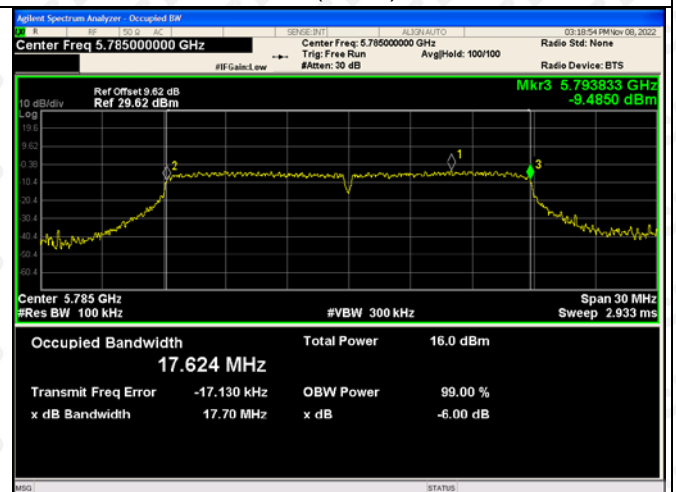 Agilent Spectrum Analyzer - Occupied BW
R RF 50 Ω AC SENSE:INT ALIGN AUTO 03:18:54 PM Nov 08, 2022
Center Freq 5.785000000 GHz Center Freq: 5.785000000 GHz Radio Std: None
Trig: Free Run Avg|Hold: 100/100
#IFGain:Low #Atten: 30 dB Radio Device: BTS
Ref Offset 9.62 dB Mkr3 5.793833 GHz
10 dB/div Ref 29.62 dBm -9.4850 dBm
Log
19.6
9.62
-0.38
-10.4
-20.4
-30.4
-40.4
-50.4
-60.4
2 1 3
Center 5.785 GHz Span 30 MHz
#Res BW 100 kHz #VBW 300 kHz Sweep 2.933 ms
Occupied Bandwidth Total Power 16.0 dBm
17.624 MHz
Transmit Freq Error -17.130 kHz OBW Power 99.00 %
x dB Bandwidth 17.70 MHz x dB -6.00 dB
MSG STATUS